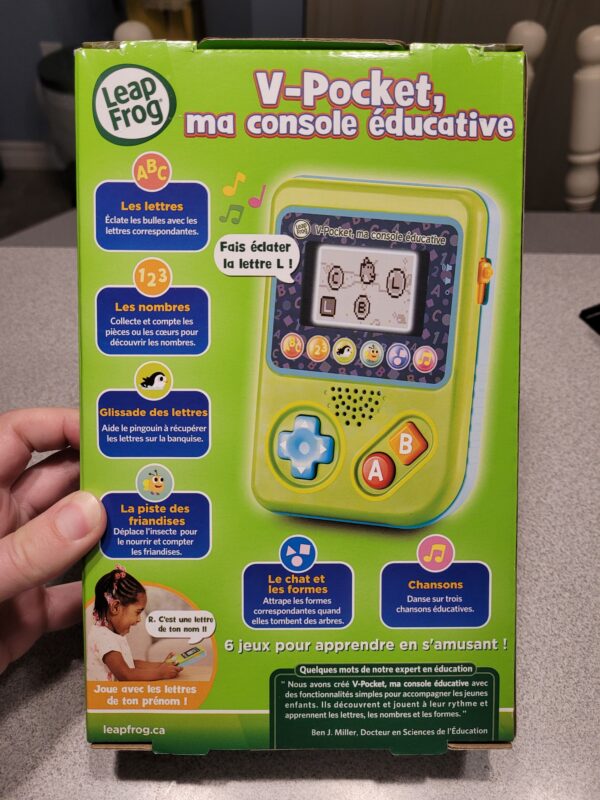 Leap
Frog
V-Pocket,
ma console éducative
ABC
Les lettres
Éclate les bulles avec les
lettres correspondantes.
123
Les nombres
Collecte et compte les
pièces ou les cœurs pour
découvrir les nombres.
Glissade des lettres
Aide le pingouin à récupérer
les lettres sur la banquise.
La piste des
friandises
Déplace l'insecte pour
le nourrir et compter
les friandises.
Fais éclater
la lettre L !
Leap
Frog
V-Pocket, ma console éducative
C
L
L
B
ABC
123
B
A
Le chat et
les formes
Attrape les formes
correspondantes quand
elles tombent des arbres.
Chansons
Danse sur trois
chansons éducatives.
R. C'est une lettre
de ton nom !!
Joue avec les lettres
de ton prénom !
6 jeux pour apprendre en s'amusant !
Quelques mots de notre expert en éducation
" Nous avons créé V-Pocket, ma console éducative avec
des fonctionnalités simples pour accompagner les jeunes
enfants. Ils découvrent et jouent à leur rythme et
apprennent les lettres, les nombres et les formes. "
Ben J. Miller, Docteur en Sciences de l'Éducation
leapfrog.ca